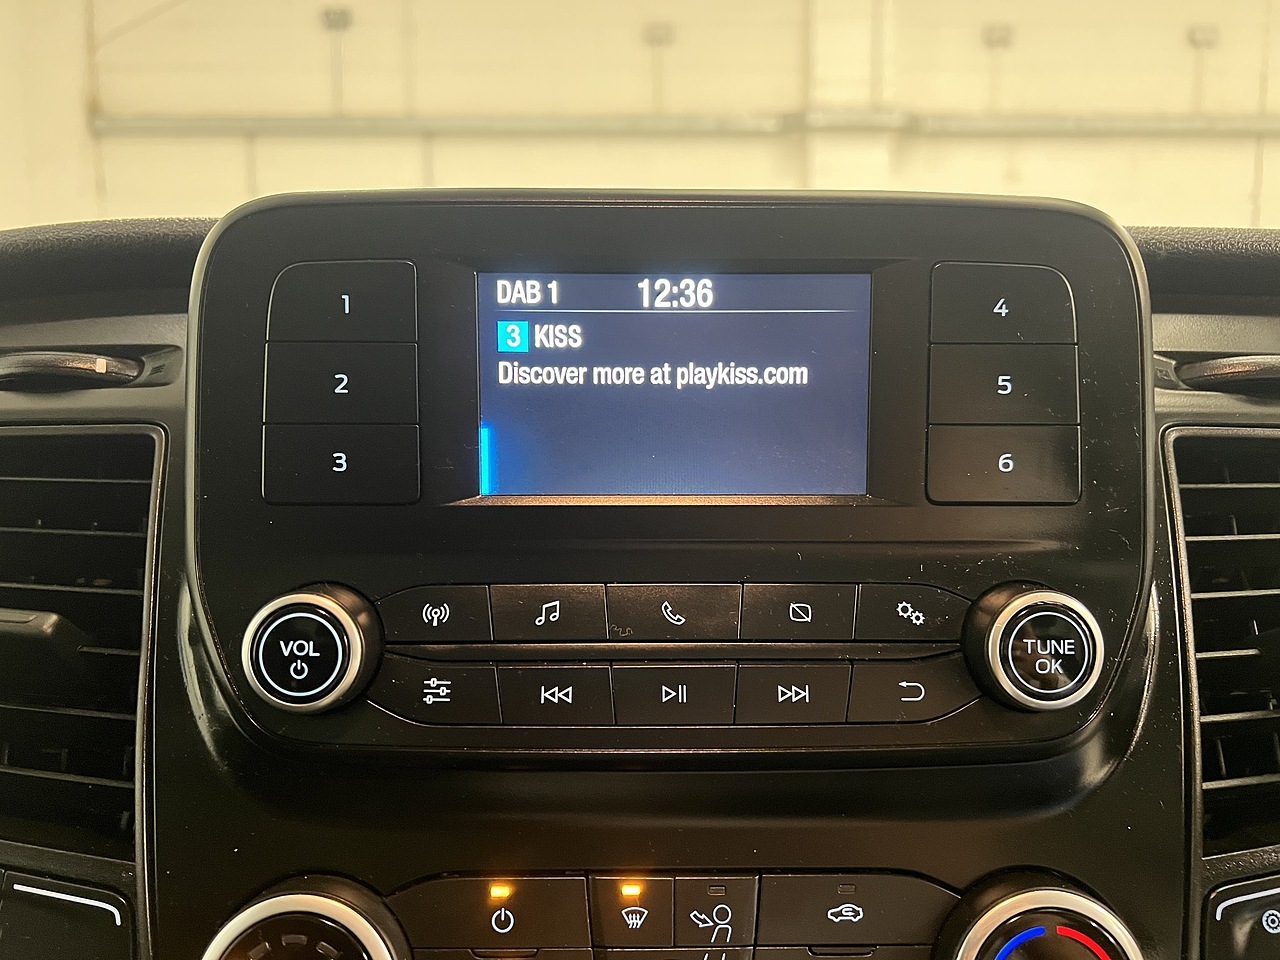 DAB 1 12:36
3 KISS
Discover more at playkiss.com
1
2
3
4
5
6
VOL
TUNE
OK